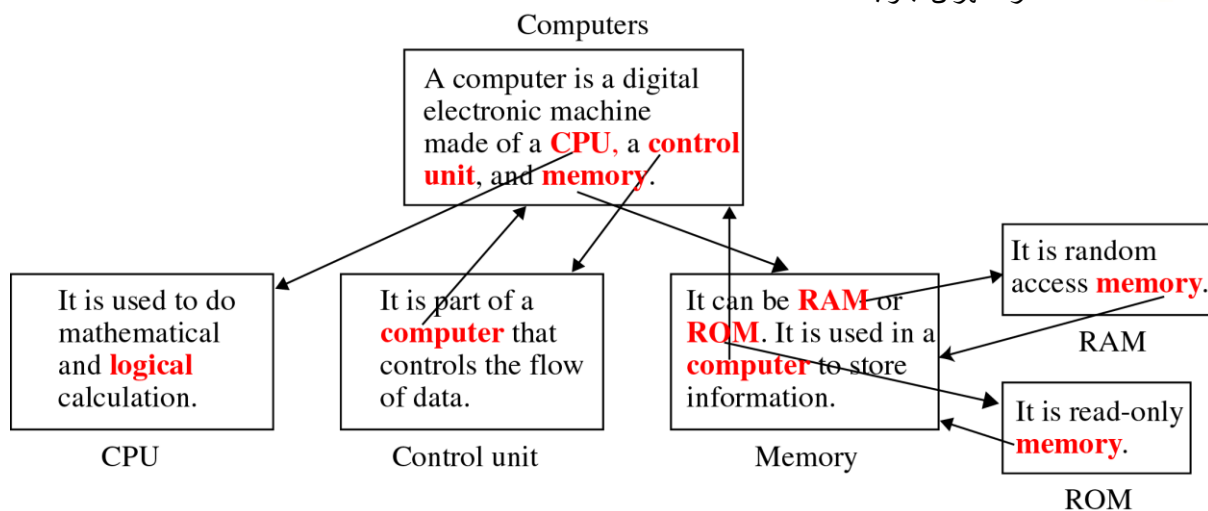 Computers
A computer is a digital
electronic machine
made of a CPU, a control
unit, and memory.
It is used to do
mathematical
and logical
calculation.
CPU
It is part of a
computer that
controls the flow
of data.
Control unit
It can be RAM or
ROM. It is used in a
computer to store
information.
Memory
It is random
access memory.
RAM
It is read-only
memory.
ROM